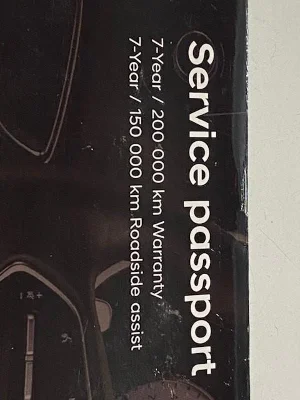 Service passport
7-Year / 200 000 km Warranty
7-Year / 150 000 km Roadside assist